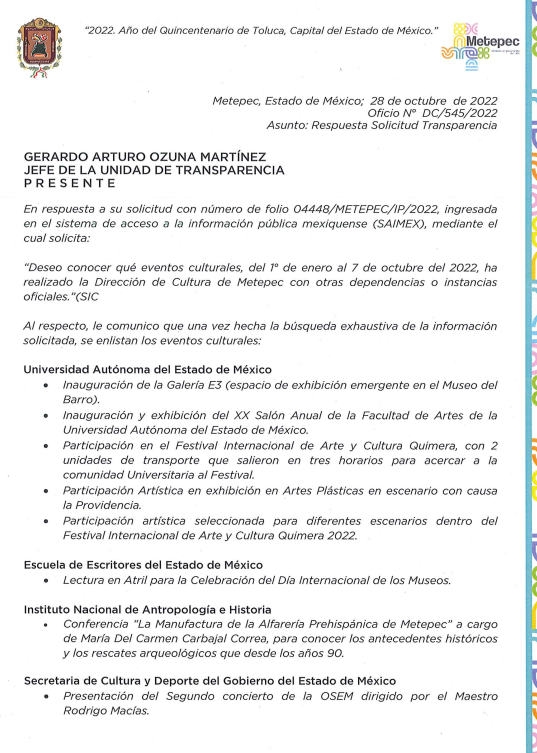 "2022. Año del Quincentenario de Toluca, Capital del Estado de México."
Metepec
Metepec, Estado de México; 28 de octubre de 2022
Oficio N° DC/545/2022
Asunto: Respuesta Solicitud Transparencia
GERARDO ARTURO OZUNA MARTÍNEZ
JEFE DE LA UNIDAD DE TRANSPARENCIA
P R E S E N T E
En respuesta a su solicitud con número de folio 04448/METEPEC/IP/2022, ingresada
en el sistema de acceso a la información pública mexiquense (SAIMEX), mediante el
cual solicita:
"Deseo conocer qué eventos culturales, del 1° de enero al 7 de octubre del 2022, ha
realizado la Dirección de Cultura de Metepec con otras dependencias o instancias
oficiales."(SIC
Al respecto, le comunico que una vez hecha la búsqueda exhaustiva de la información
solicitada, se enlistan los eventos culturales:
Universidad Autónoma del Estado de México
• Inauguración de la Galería E3 (espacio de exhibición emergente en el Museo del
Barro).
• Inauguración y exhibición del XX Salón Anual de la Facultad de Artes de la
Universidad Autónoma del Estado de México.
• Participación en el Festival Internacional de Arte y Cultura Quimera, con 2
unidades de transporte que salieron en tres horarios para acercar a la
comunidad Universitaria al Festival.
• Participación Artística en exhibición en Artes Plásticas en escenario con causa
la Providencia.
• Participación artística seleccionada para diferentes escenarios dentro del
Festival Internacional de Arte y Cultura Quimera 2022.
Escuela de Escritores del Estado de México
• Lectura en Atril para la Celebración del Día Internacional de los Museos.
Instituto Nacional de Antropología e Historia
• Conferencia "La Manufactura de la Alfarería Prehispánica de Metepec" a cargo
de María Del Carmen Carbajal Correa, para conocer los antecedentes históricos
y los rescates arqueológicos que desde los años 90.
Secretaria de Cultura y Deporte del Gobierno del Estado de México
• Presentación del Segundo concierto de la OSEM dirigido por el Maestro
Rodrigo Macías.